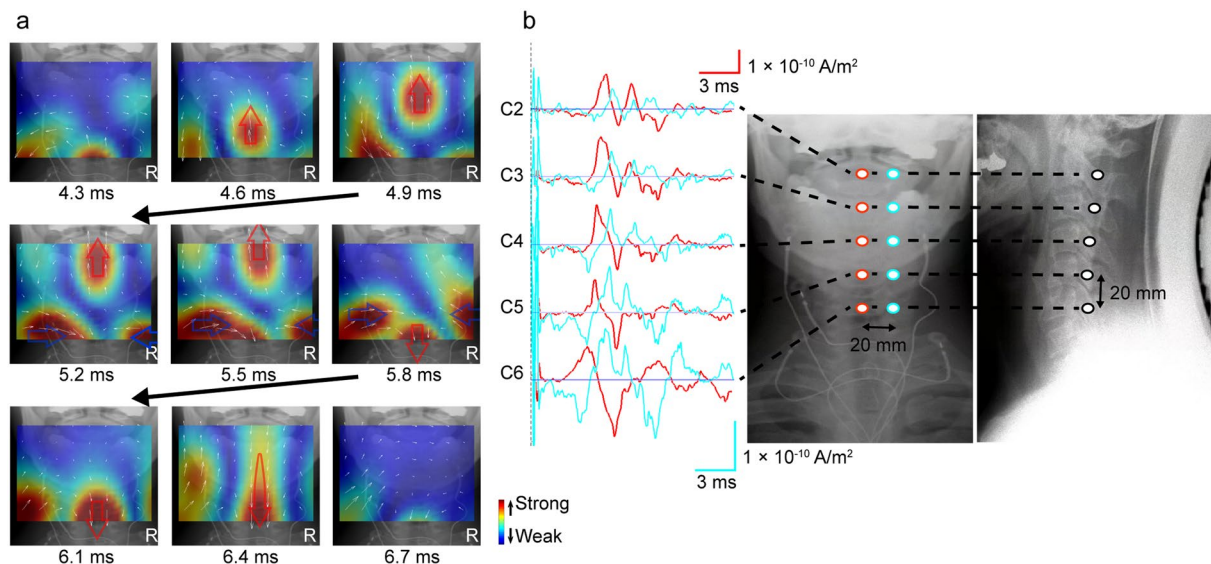 a
R
4.3 ms
R
4.6 ms
R
4.9 ms
R
5.2 ms
R
5.5 ms
R
5.8 ms
R
6.1 ms
R
6.4 ms
R
6.7 ms
Strong
Weak
b
1 × 10⁻¹⁰ A/m²
3 ms
C2
C3
C4
C5
C6
1 × 10⁻¹⁰ A/m²
3 ms
20 mm
20 mm